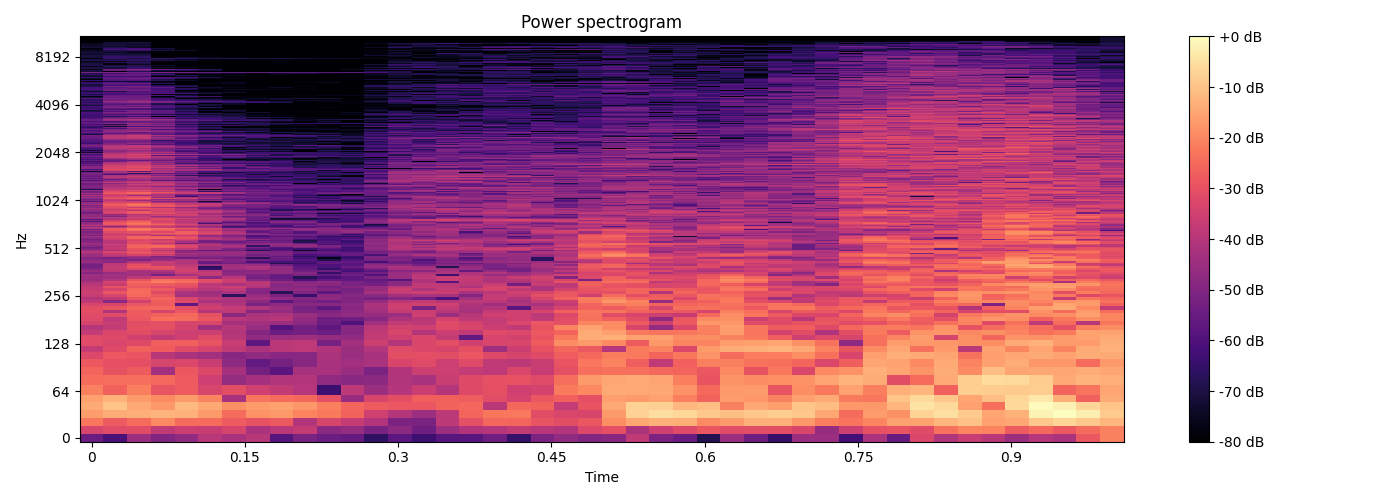 Power spectrogram
Hz
8192
4096
2048
1024
512
256
128
64
0
0 0.15 0.3 0.45 0.6 0.75 0.9
Time
+0 dB
-10 dB
-20 dB
-30 dB
-40 dB
-50 dB
-60 dB
-70 dB
-80 dB